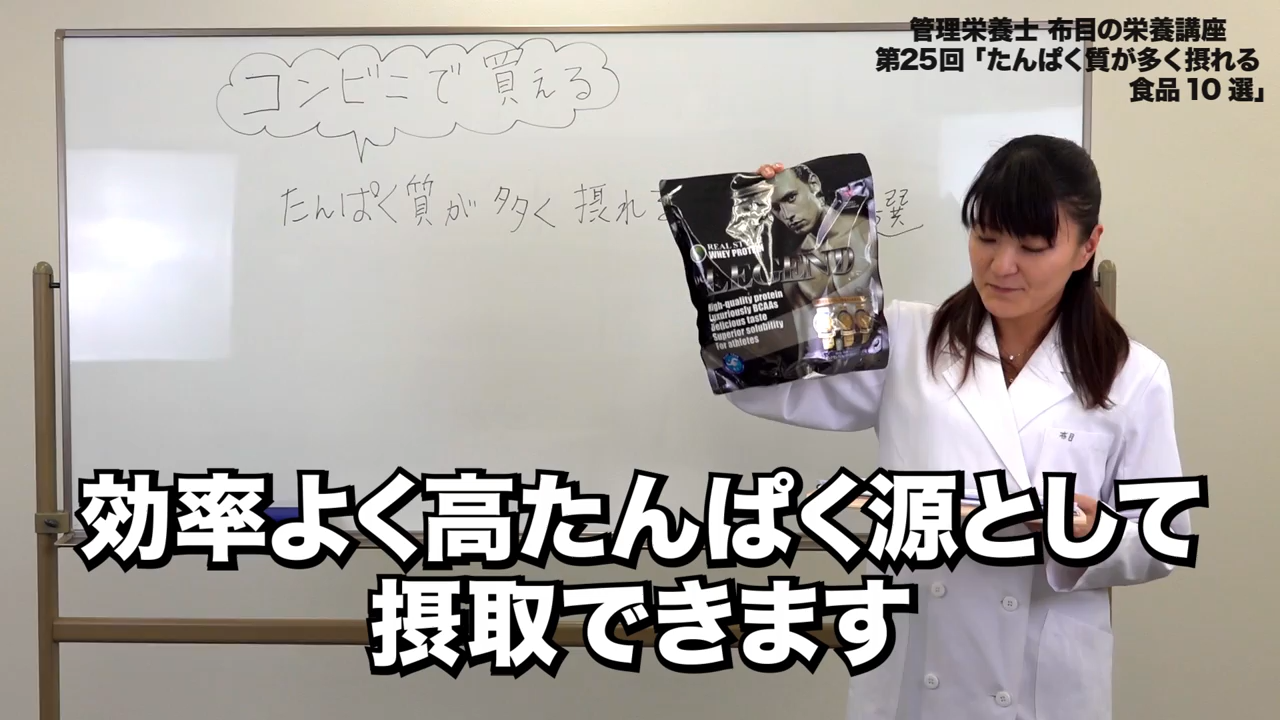 管理栄養士 布目の栄養講座
第25回「たんぱく質が多く摂れる
食品10選」
コンビニで買える
たんぱく質が多く摂れ
選
REAL ST
WHEY PROTEIN
LEGEND
High-quality protein
Luxuriously BCAAs
Delicious taste
Superior solubility
For athletes
布目
効率よく高たんぱく源として
摂取できます